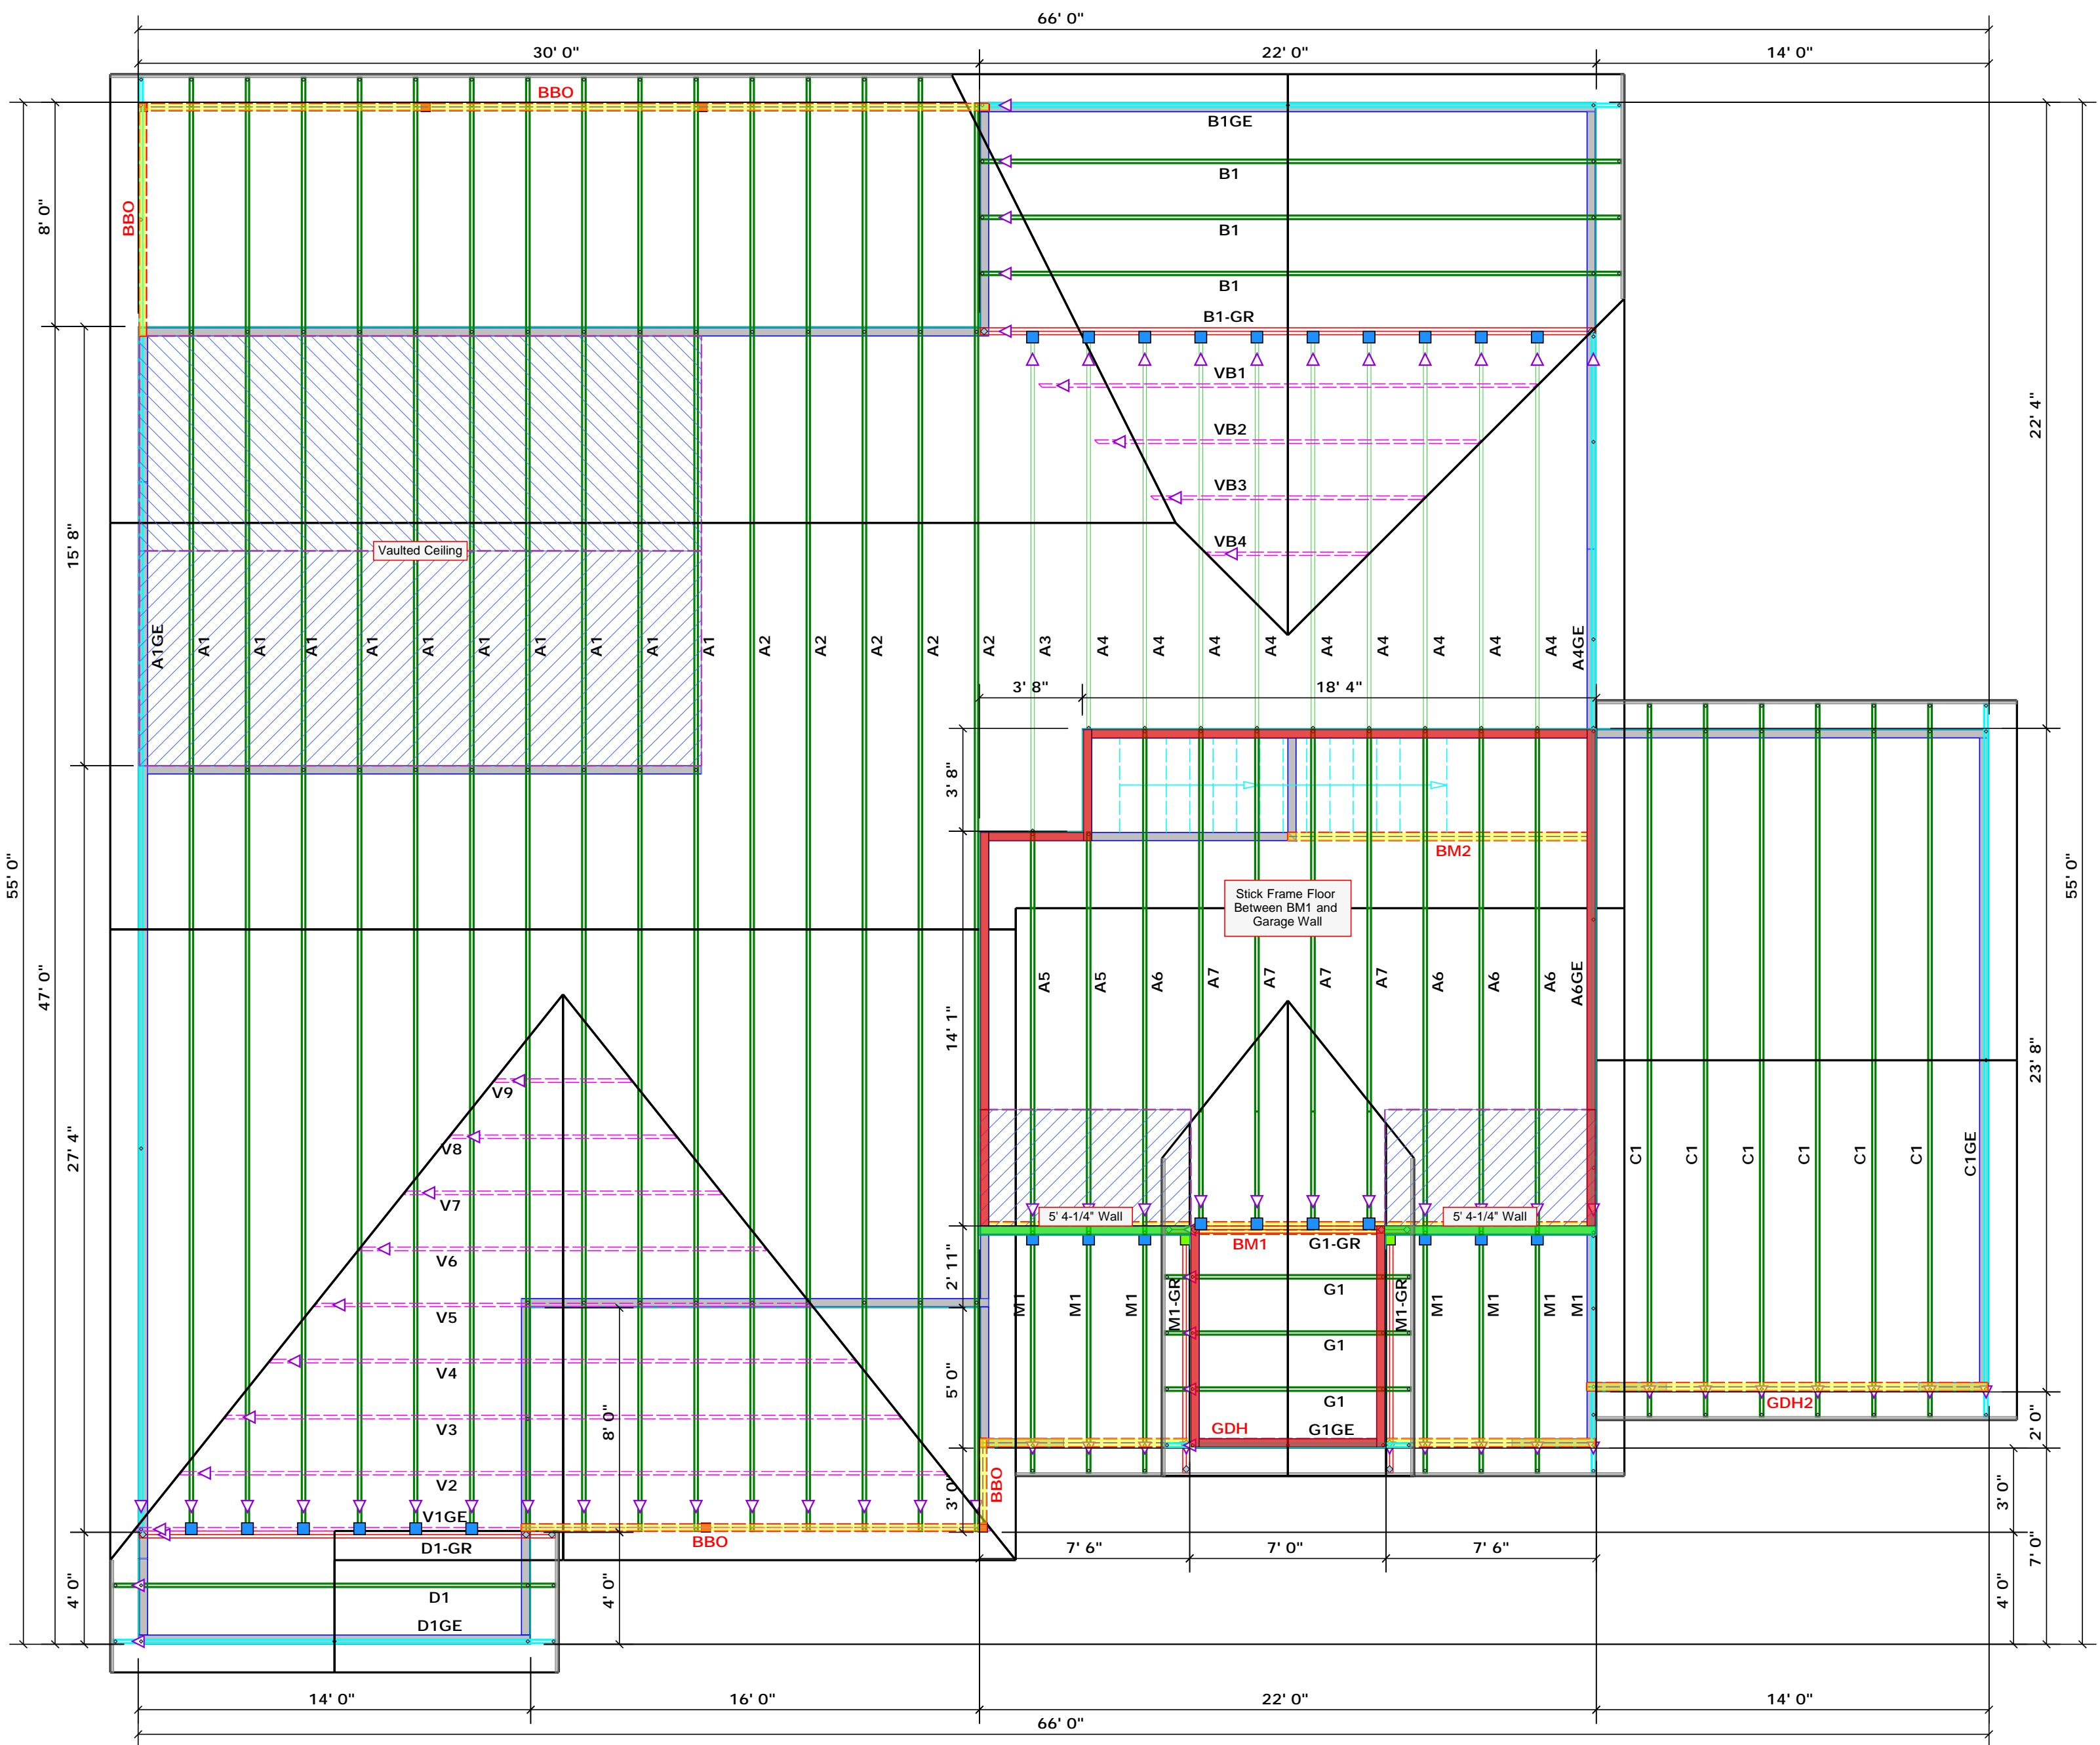 66' 0"
30' 0"
22' 0"
14' 0"
BBO
B1GE
B1
B1
B1
B1-GR
BBO
8' 0"
15' 8"
55' 0"
47' 0"
27' 4"
4' 0"
VB1
VB2
VB3
VB4
22' 4"
Vaulted Ceiling
A1GE
A1
A1
A1
A1
A1
A1
A1
A1
A1
A1
A2
A2
A2
A2
A2
A3
A4
A4
A4
A4
A4
A4
A4
A4
A4
A4GE
3' 8"
18' 4"
3' 8"
BM2
Stick Frame Floor
Between BM1 and
Garage Wall
55' 0"
23' 8"
A5
A5
A6
A7
A7
A7
A7
A6
A6
A6
A6GE
14' 1"
V9
V8
V7
V6
V5
V4
V3
V2
V1GE
C1
C1
C1
C1
C1
C1
C1GE
5' 4-1/4" Wall
5' 4-1/4" Wall
BM1
G1-GR
2' 11"
G1
G1
G1
GDH
G1GE
M1
M1
M1
M1-GR
M1-GR
M1
M1
M1
M1
5' 0"
8' 0"
3' 0"
BBO
GDH2
2' 0"
3' 0"
7' 0"
4' 0"
BBO
D1-GR
D1
D1GE
4' 0"
7' 6"
7' 0"
7' 6"
14' 0"
16' 0"
22' 0"
14' 0"
66' 0"